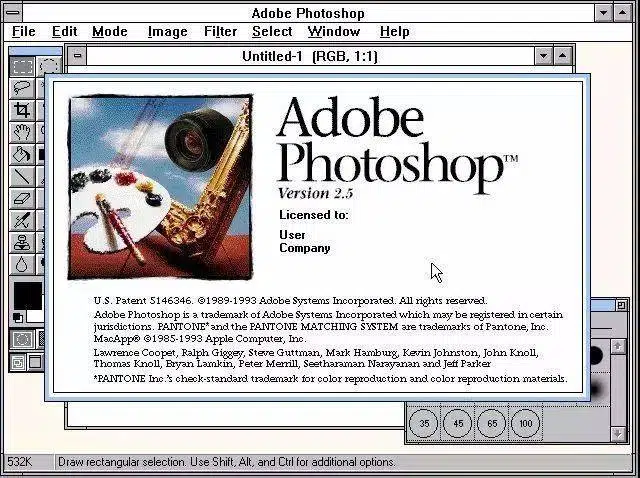 Adobe Photoshop
File Edit Mode Image Filter Select Window Help
Untitled-1 (RGB, 1:1)
Adobe
Photoshop™
Version 2.5
Licensed to:
User
Company
U.S. Patent 5146346. ©1989-1993 Adobe Systems Incorporated. All rights reserved.
Adobe Photoshop is a trademark of Adobe Systems Incorporated which may be registered in certain
jurisdictions. PANTONE* and the PANTONE MATCHING SYSTEM are trademarks of Pantone, Inc.
MacApp® ©1985-1993 Apple Computer, Inc.
Lawrence Coopet, Ralph Giggey, Steve Guttman, Mark Hamburg, Kevin Johnston, John Knoll,
Thomas Knoll, Bryan Lamkin, Peter Merrill, Seetharaman Narayanan and Jeff Parker
*PANTONE Inc.'s check-standard trademark for color reproduction and color reproduction materials.
35 45 65 100
532K Draw rectangular selection. Use Shift, Alt, and Ctrl for additional options.